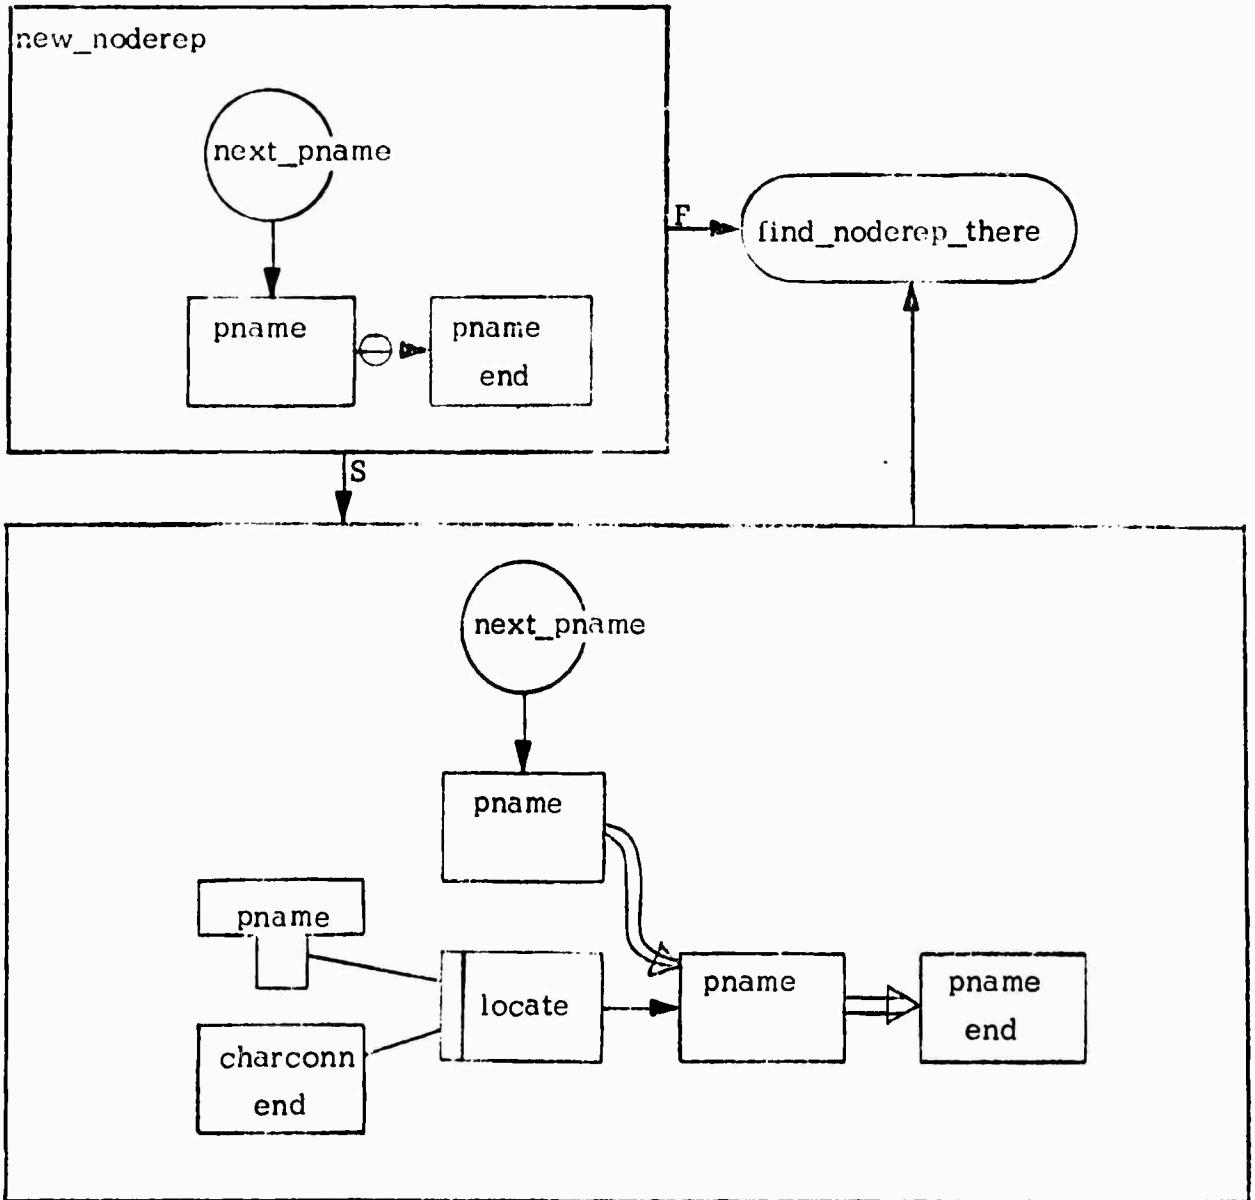 new_noderep
next_pname
F
find_noderep_there
pname
pname
end
S
next_pname
pname
pname
locate
pname
pname
end
charconn
end